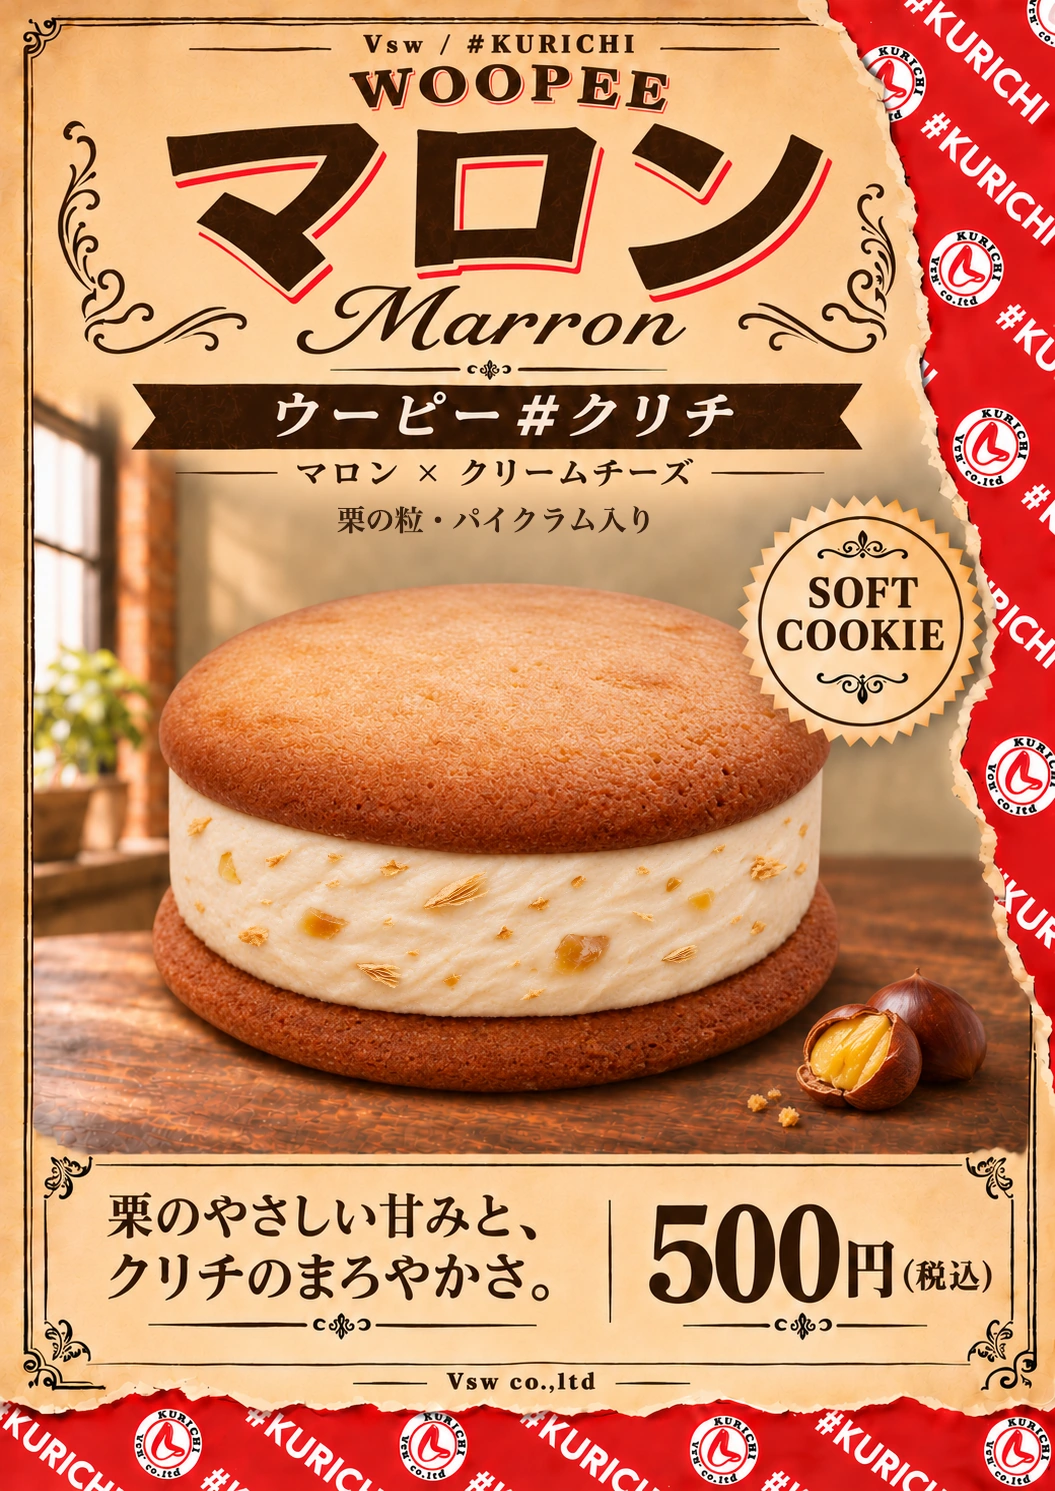 Vsw / #KURICHI
WOOPEE
マロン
Marron
ウーピー#クリチ
マロン × クリームチーズ
栗の粒・パイクラム入り
SOFT
COOKIE
栗のやさしい甘みと、
クリチのまろやかさ。
500円(税込)
Vsw co.,ltd
#KURICHI
#KURICHI
KURICHI
co.ltd
#KURICHI
#KURICHI